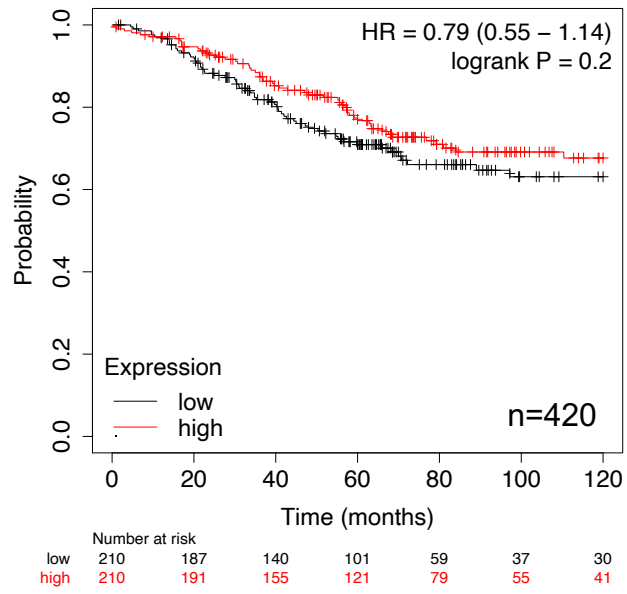 HR = 0.79 (0.55 − 1.14)
logrank P = 0.2
Probability
1.0
0.8
0.6
0.4
0.2
0.0
Expression
low
high
n=420
0 20 40 60 80 100 120
Time (months)
Number at risk
low 210 187 140 101 59 37 30
high 210 191 155 121 79 55 41